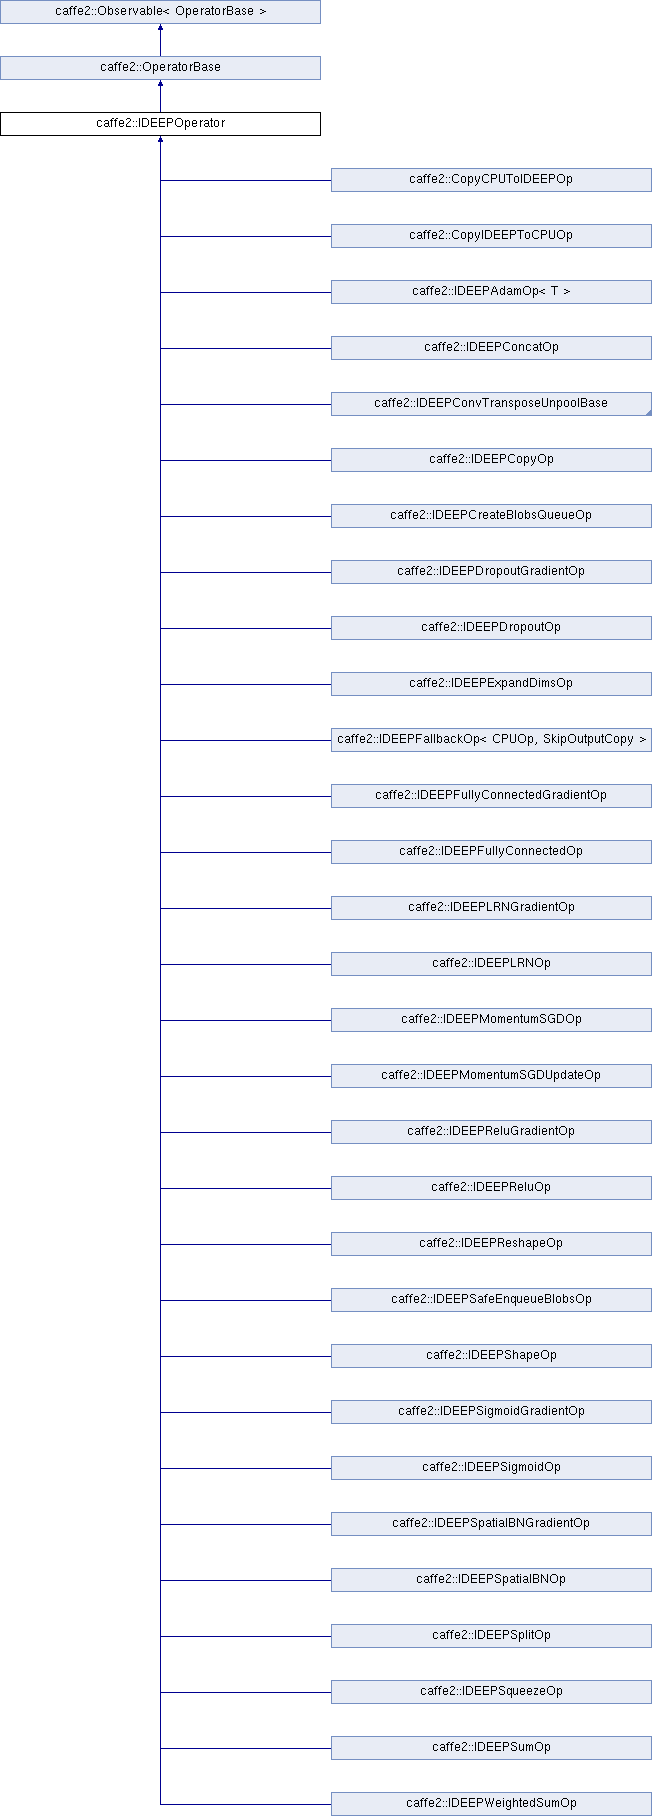 caffe2::Observable< OperatorBase >
caffe2::OperatorBase
caffe2::IDEEPOperator
caffe2::CopyCPUToIDEEPOp
caffe2::CopyIDEEPToCPUOp
caffe2::IDEEPAdamOp< T >
caffe2::IDEEPConcatOp
caffe2::IDEEPConvTransposeUnpoolBase
caffe2::IDEEPCopyOp
caffe2::IDEEPCreateBlobsQueueOp
caffe2::IDEEPDropoutGradientOp
caffe2::IDEEPDropoutOp
caffe2::IDEEPExpandDimsOp
caffe2::IDEEPFallbackOp< CPUOp, SkipOutputCopy >
caffe2::IDEEPFullyConnectedGradientOp
caffe2::IDEEPFullyConnectedOp
caffe2::IDEEPLRNGradientOp
caffe2::IDEEPLRNOp
caffe2::IDEEPMomentumSGDOp
caffe2::IDEEPMomentumSGDUpdateOp
caffe2::IDEEPReluGradientOp
caffe2::IDEEPReluOp
caffe2::IDEEPReshapeOp
caffe2::IDEEPSafeEnqueueBlobsOp
caffe2::IDEEPShapeOp
caffe2::IDEEPSigmoidGradientOp
caffe2::IDEEPSigmoidOp
caffe2::IDEEPSpatialBNGradientOp
caffe2::IDEEPSpatialBNOp
caffe2::IDEEPSplitOp
caffe2::IDEEPSqueezeOp
caffe2::IDEEPSumOp
caffe2::IDEEPWeightedSumOp